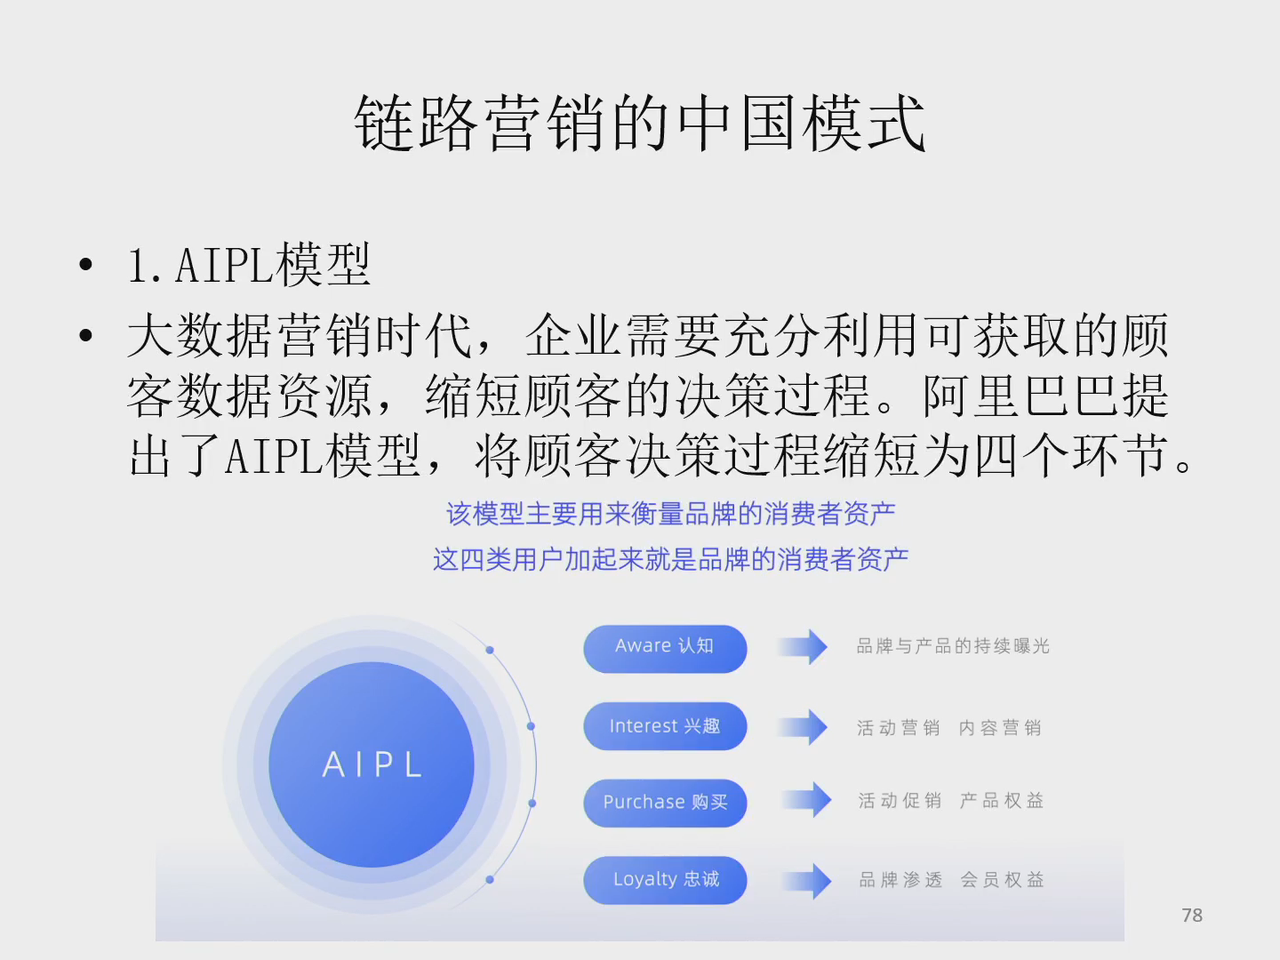 链路营销的中国模式
• 1.AIPL模型
• 大数据营销时代，企业需要充分利用可获取的顾
客数据资源，缩短顾客的决策过程。阿里巴巴提
出了AIPL模型，将顾客决策过程缩短为四个环节。
该模型主要用来衡量品牌的消费者资产
这四类用户加起来就是品牌的消费者资产
AIPL
Aware 认知
品牌与产品的持续曝光
Interest 兴趣
活动营销 内容营销
Purchase 购买
活动促销 产品权益
Loyalty 忠诚
品牌渗透 会员权益
78